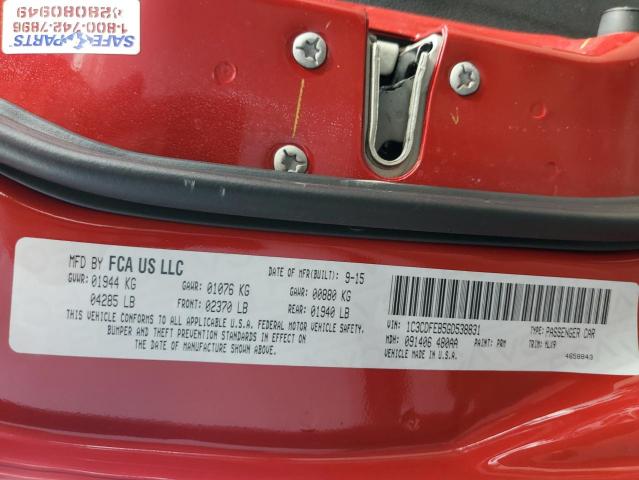 SAFE-PARTS
1-800-742-7896
828080949
MFD BY FCA US LLC
DATE OF MFR(BUILT): 9-15
GVWR: 01944 KG
GAWR: 01076 KG
GAWR: 00880 KG
04285 LB
FRONT: 02370 LB
REAR: 01940 LB
THIS VEHICLE CONFORMS TO ALL APPLICABLE U.S.A. FEDERAL MOTOR VEHICLE SAFETY,
BUMPER AND THEFT PREVENTION STANDARDS IN EFFECT ON
THE DATE OF MANUFACTURE SHOWN ABOVE.
VIN: 1C3CDFEB5GD538831
TYPE: PASSENGER CAR
MDH: 091406 480AA
PAINT: PRM
TRIM: MLX9
VEHICLE MADE IN U.S.A.
4658843